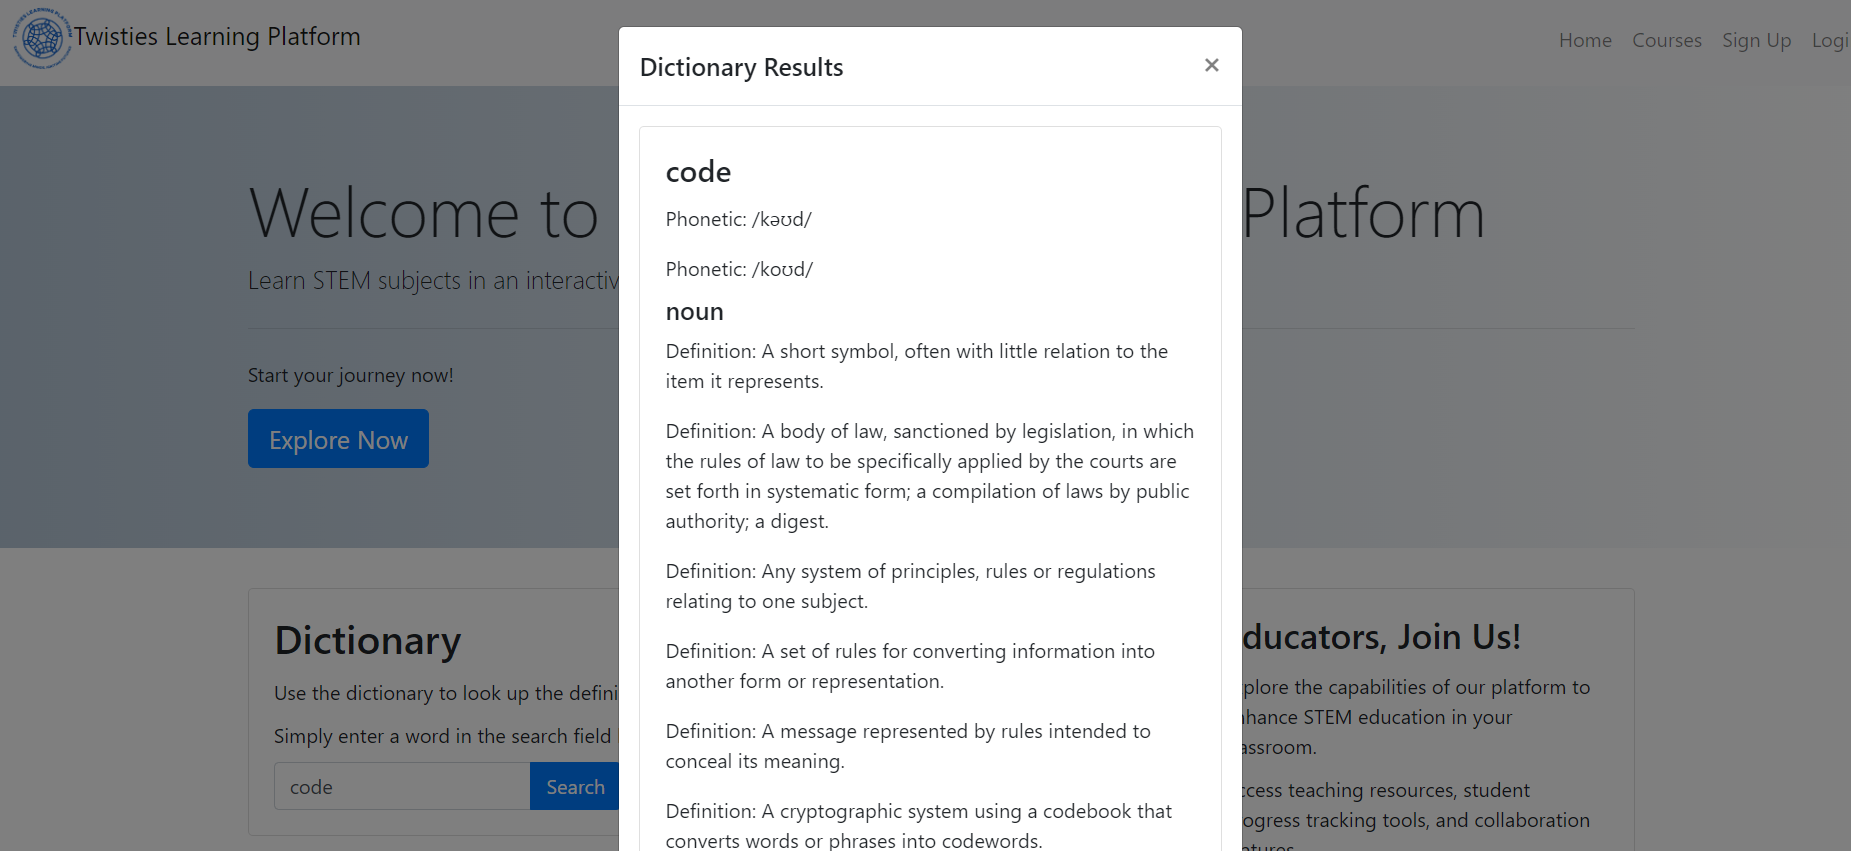 Twisties Learning Platform
Home Courses Sign Up Logi
Dictionary Results
×
code
Phonetic: /kəʊd/
Phonetic: /koʊd/
noun
Definition: A short symbol, often with little relation to the
item it represents.
Definition: A body of law, sanctioned by legislation, in which
the rules of law to be specifically applied by the courts are
set forth in systematic form; a compilation of laws by public
authority; a digest.
Definition: Any system of principles, rules or regulations
relating to one subject.
Definition: A set of rules for converting information into
another form or representation.
Definition: A message represented by rules intended to
conceal its meaning.
Definition: A cryptographic system using a codebook that
converts words or phrases into codewords.
Welcome to Platform
Learn STEM subjects in an interactiv
Start your journey now!
Explore Now
Dictionary
Use the dictionary to look up the defini
Simply enter a word in the search field
code
Search
ducators, Join Us!
plore the capabilities of our platform to
hance STEM education in your
assroom.
ccess teaching resources, student
ogress tracking tools, and collaboration